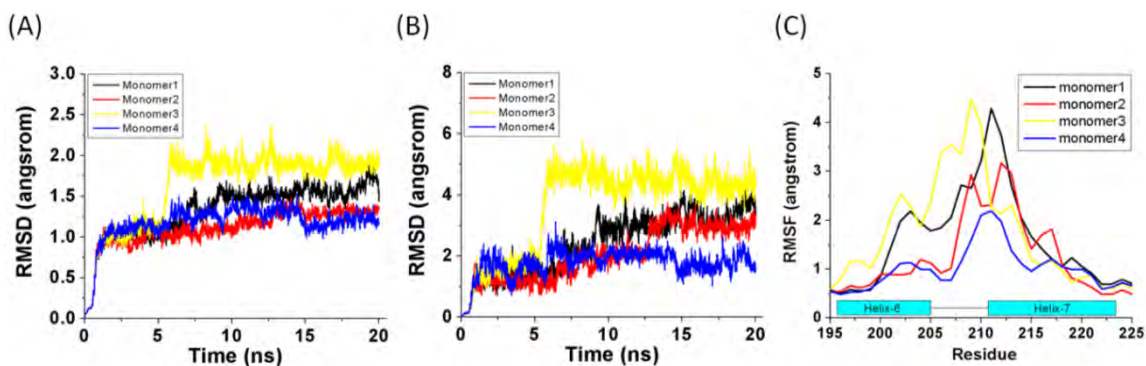 (A)
(B)
(C)
3.0
2.5
2.0
1.5
1.0
0.5
0.0
RMSD (angsrom)
0
5
10
15
20
Time (ns)
Monomer1
Monomer2
Monomer3
Monomer4
8
6
4
2
0
RMSD (angsrom)
0
5
10
15
20
Time (ns)
Monomer1
Monomer2
Monomer3
Monomer4
5
4
3
2
1
0
RMSF (angstrom)
monomer1
monomer2
monomer3
monomer4
Helix-6
Helix-7
195
200
205
210
215
220
225
Residue